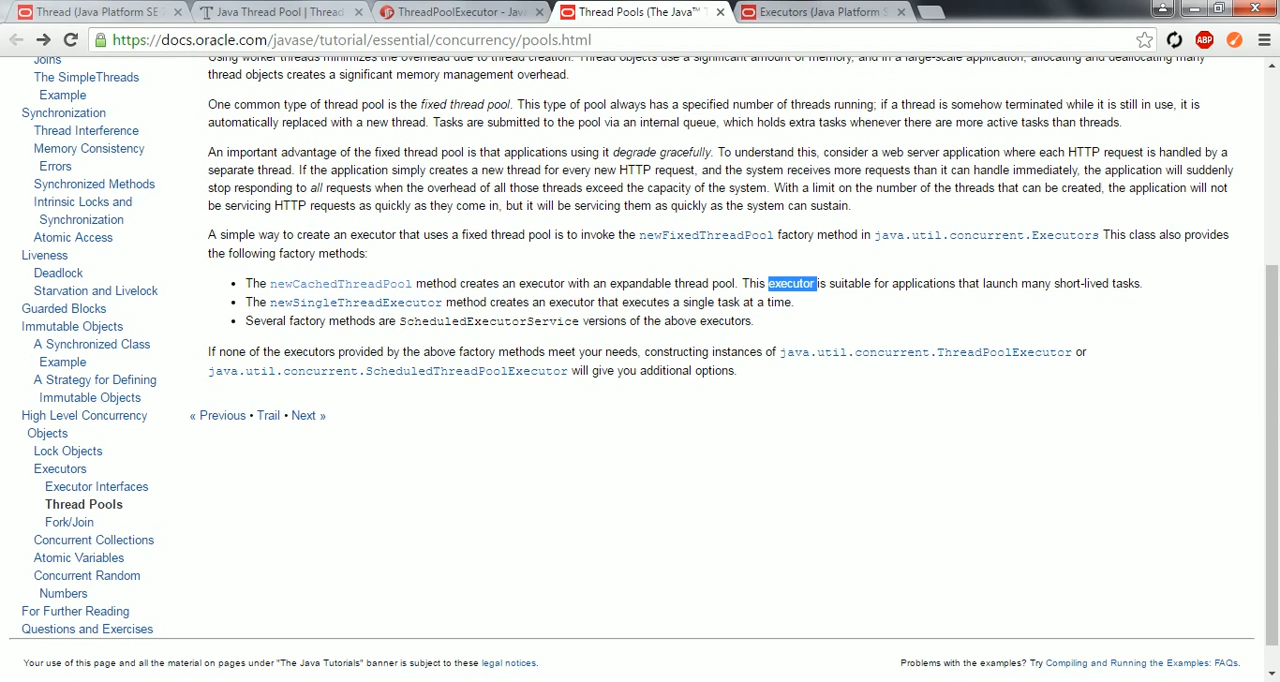 Thread (Java Platform SE
Java Thread Pool | Thread
ThreadPoolExecutor - Jav
Thread Pools (The Java™ T
Executors (Java Platform S
https://docs.oracle.com/javase/tutorial/essential/concurrency/pools.html
ABP
Joins
The SimpleThreads
Example
Synchronization
Thread Interference
Memory Consistency
Errors
Synchronized Methods
Intrinsic Locks and
Synchronization
Atomic Access
Liveness
Deadlock
Starvation and Livelock
Guarded Blocks
Immutable Objects
A Synchronized Class
Example
A Strategy for Defining
Immutable Objects
High Level Concurrency
Objects
Lock Objects
Executors
Executor Interfaces
Thread Pools
Fork/Join
Concurrent Collections
Atomic Variables
Concurrent Random
Numbers
For Further Reading
Questions and Exercises
Using worker threads minimizes the overhead due to thread creation. Thread objects use a significant amount of memory, and in a large-scale application, allocating and deallocating many
thread objects creates a significant memory management overhead.
One common type of thread pool is the fixed thread pool. This type of pool always has a specified number of threads running; if a thread is somehow terminated while it is still in use, it is
automatically replaced with a new thread. Tasks are submitted to the pool via an internal queue, which holds extra tasks whenever there are more active tasks than threads.
An important advantage of the fixed thread pool is that applications using it degrade gracefully. To understand this, consider a web server application where each HTTP request is handled by a
separate thread. If the application simply creates a new thread for every new HTTP request, and the system receives more requests than it can handle immediately, the application will suddenly
stop responding to all requests when the overhead of all those threads exceed the capacity of the system. With a limit on the number of the threads that can be created, the application will not
be servicing HTTP requests as quickly as they come in, but it will be servicing them as quickly as the system can sustain.
A simple way to create an executor that uses a fixed thread pool is to invoke the newFixedThreadPool factory method in java.util.concurrent.Executors This class also provides
the following factory methods:
• The newCachedThreadPool method creates an executor with an expandable thread pool. This executor is suitable for applications that launch many short-lived tasks.
• The newSingleThreadExecutor method creates an executor that executes a single task at a time.
• Several factory methods are ScheduledExecutorService versions of the above executors.
If none of the executors provided by the above factory methods meet your needs, constructing instances of java.util.concurrent.ThreadPoolExecutor or
java.util.concurrent.ScheduledThreadPoolExecutor will give you additional options.
« Previous • Trail • Next »
Your use of this page and all the material on pages under "The Java Tutorials" banner is subject to these legal notices.
Problems with the examples? Try Compiling and Running the Examples: FAQs.